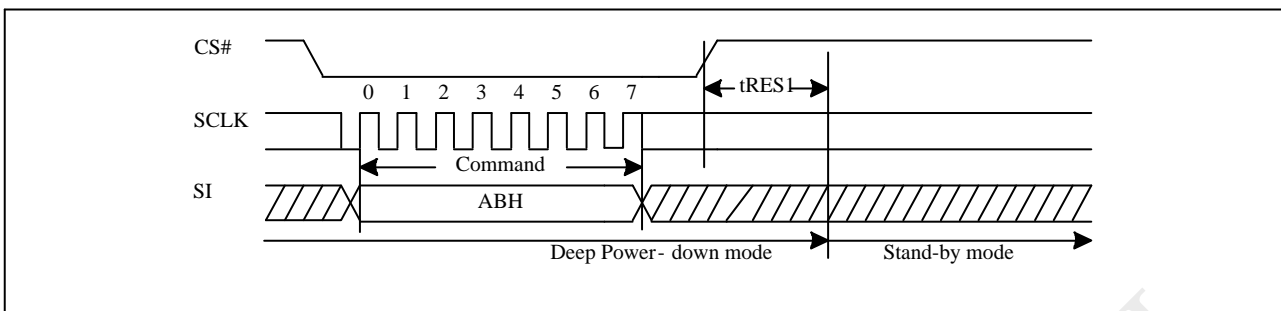 CS#
tRES1
0 1 2 3 4 5 6 7
SCLK
Command
SI
ABH
Deep Power- down mode
Stand-by mode